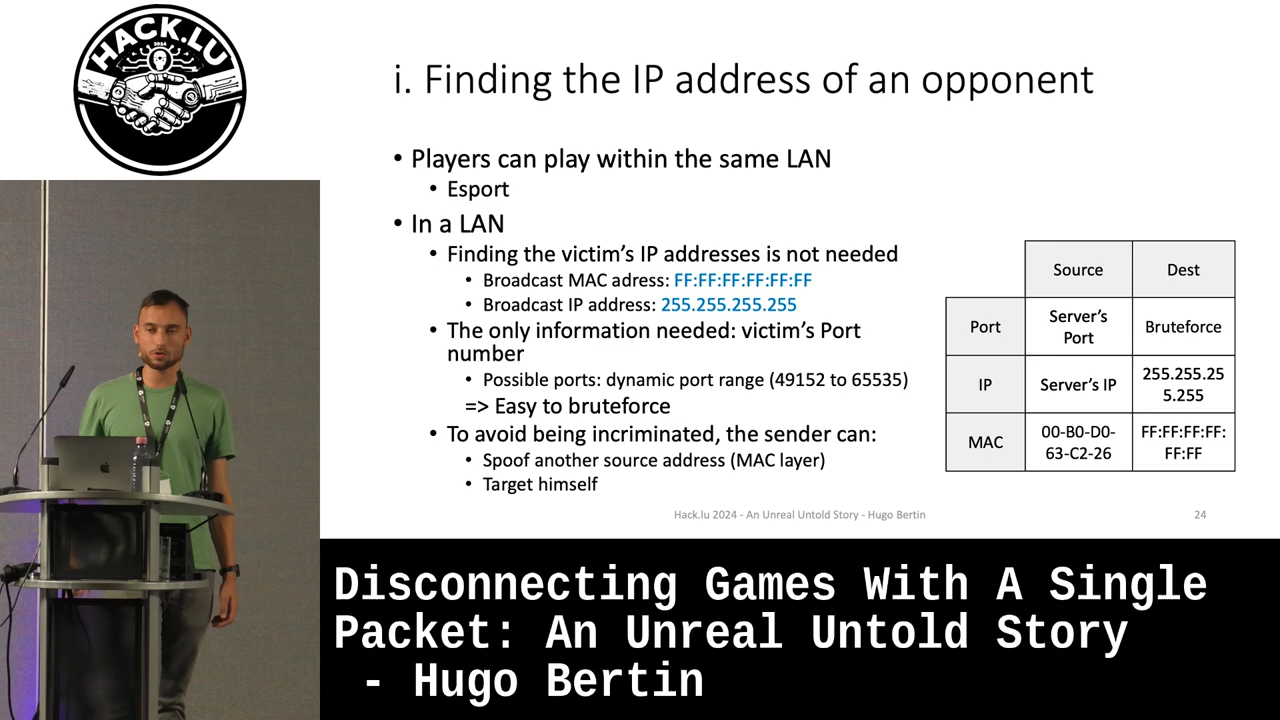 HACK.LU
2024
i. Finding the IP address of an opponent
• Players can play within the same LAN
• Esport
• In a LAN
• Finding the victim's IP addresses is not needed
• Broadcast MAC adress: FF:FF:FF:FF:FF:FF
• Broadcast IP address: 255.255.255.255
• The only information needed: victim's Port
number
• Possible ports: dynamic port range (49152 to 65535)
=> Easy to bruteforce
• To avoid being incriminated, the sender can:
• Spoof another source address (MAC layer)
• Target himself
Source Dest
Port Server's Port Bruteforce
IP Server's IP 255.255.25
5.255
MAC 00-B0-D0- FF:FF:FF:FF:
63-C2-26 FF:FF
Hack.lu 2024 - An Unreal Untold Story - Hugo Bertin 24
Disconnecting Games With A Single
Packet: An Unreal Untold Story
- Hugo Bertin